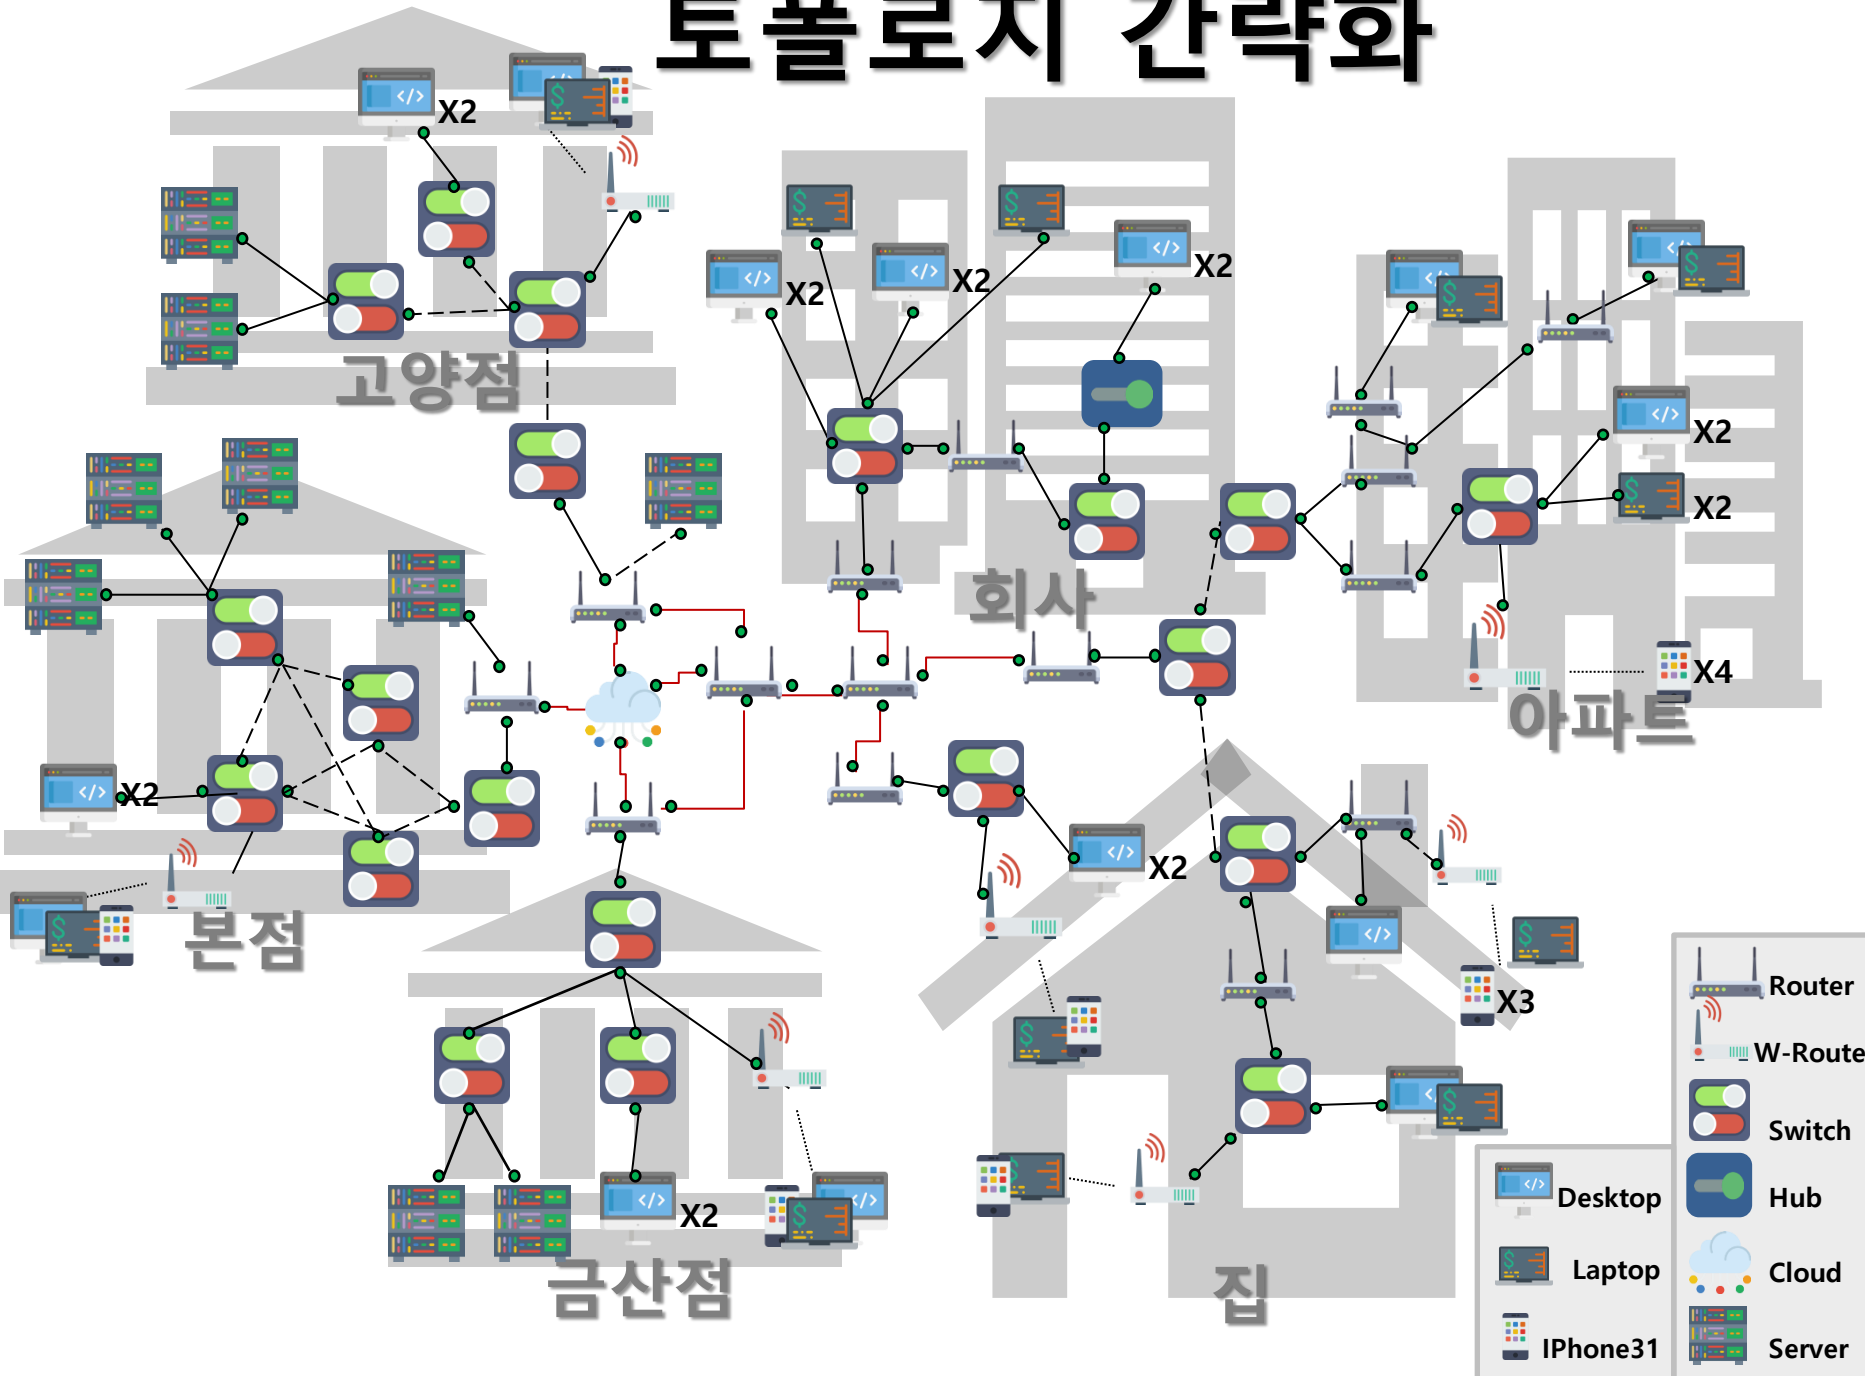 토폴로지 간략화
X2
X2
X2
X2
고양점
X2
X2
회사
X4
아파트
X2
본점
X2
X3
X2
금산점
집
Router
W-Route
Switch
Hub
Cloud
Server
Desktop
Laptop
IPhone31